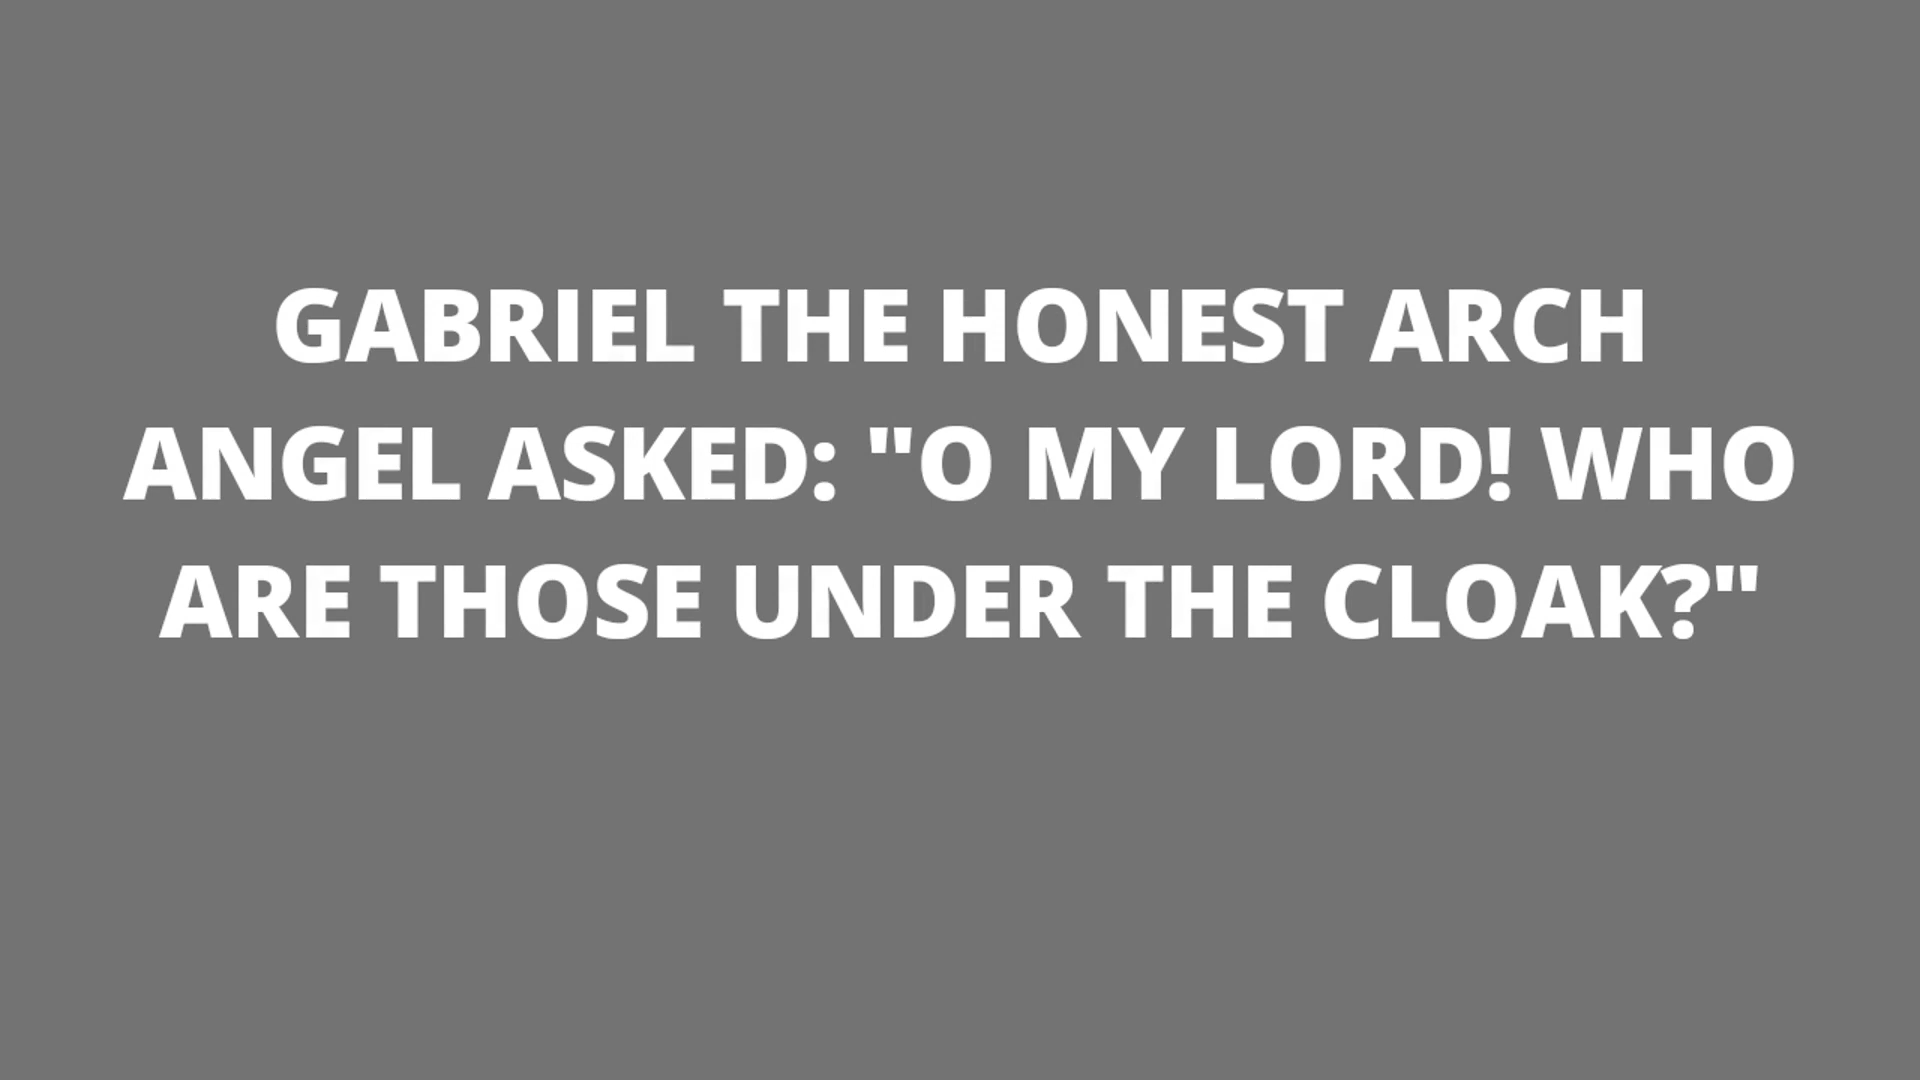 GABRIEL THE HONEST ARCH
ANGEL ASKED: "O MY LORD! WHO
ARE THOSE UNDER THE CLOAK?"